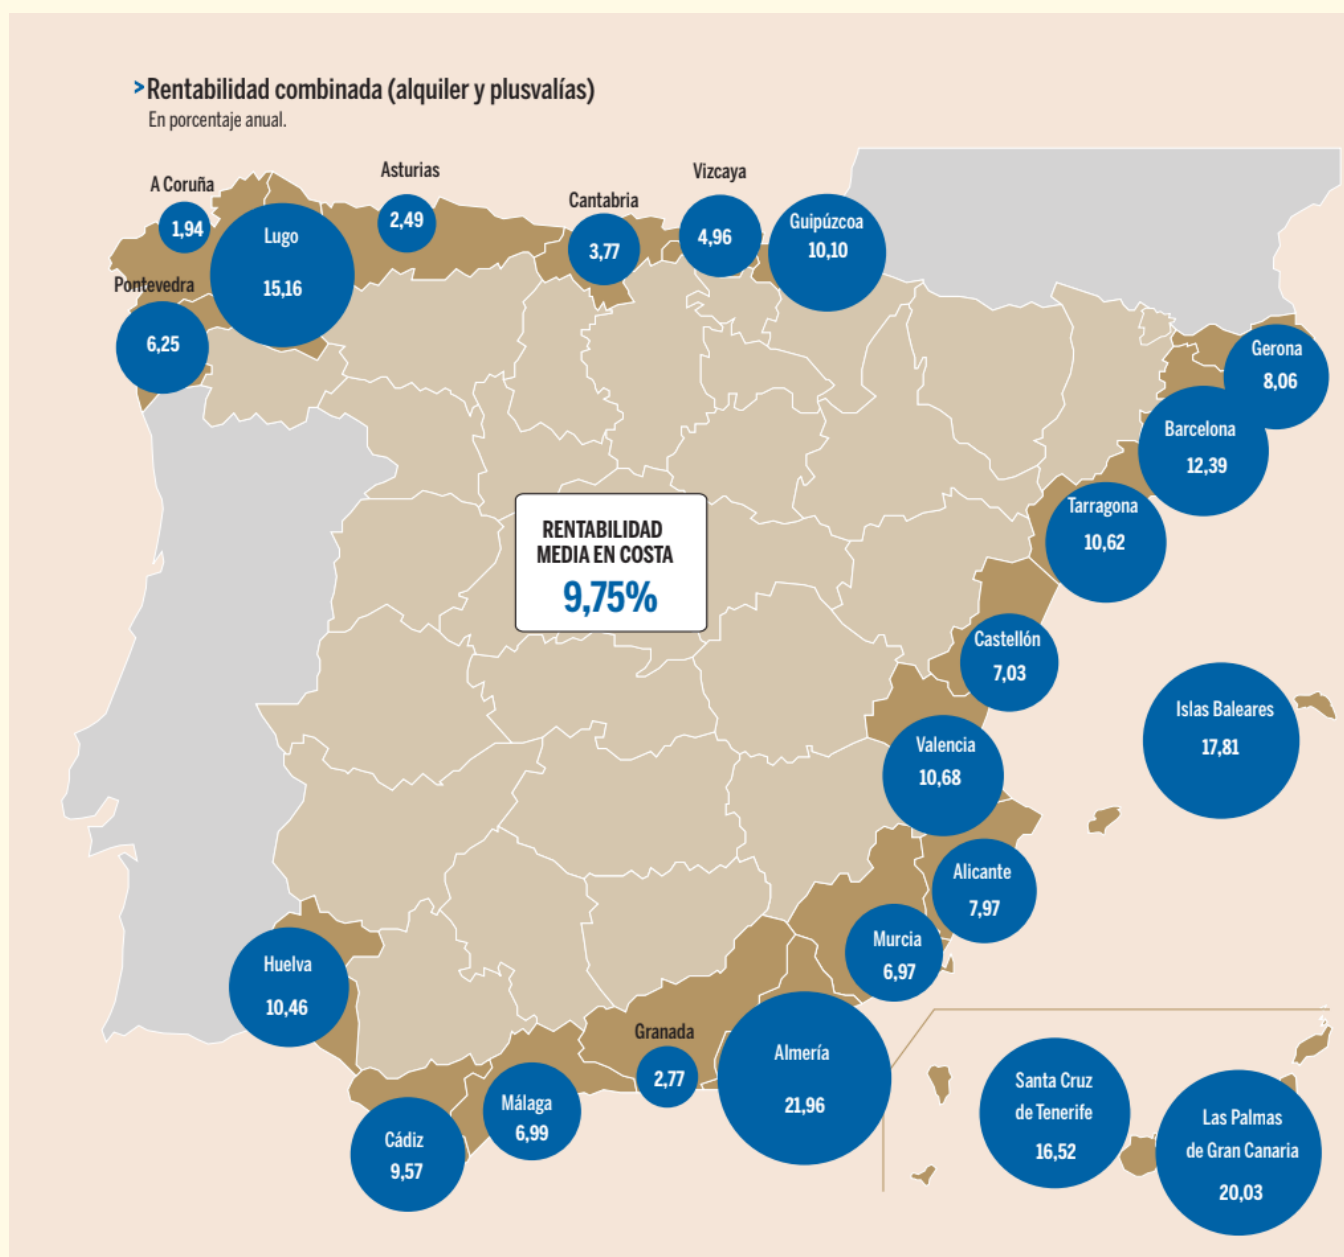 >Rentabilidad combinada (alquiler y plusvalías)
En porcentaje anual.
A Coruña
1,94
Lugo
15,16
Asturias
2,49
Cantabria
3,77
Vizcaya
4,96
Guipúzcoa
10,10
Pontevedra
6,25
Gerona
8,06
Barcelona
12,39
Tarragona
10,62
RENTABILIDAD
MEDIA EN COSTA
9,75%
Castellón
7,03
Islas Baleares
17,81
Valencia
10,68
Alicante
7,97
Murcia
6,97
Huelva
10,46
Granada
2,77
Almería
21,96
Málaga
6,99
Cádiz
9,57
Santa Cruz
de Tenerife
16,52
Las Palmas
de Gran Canaria
20,03